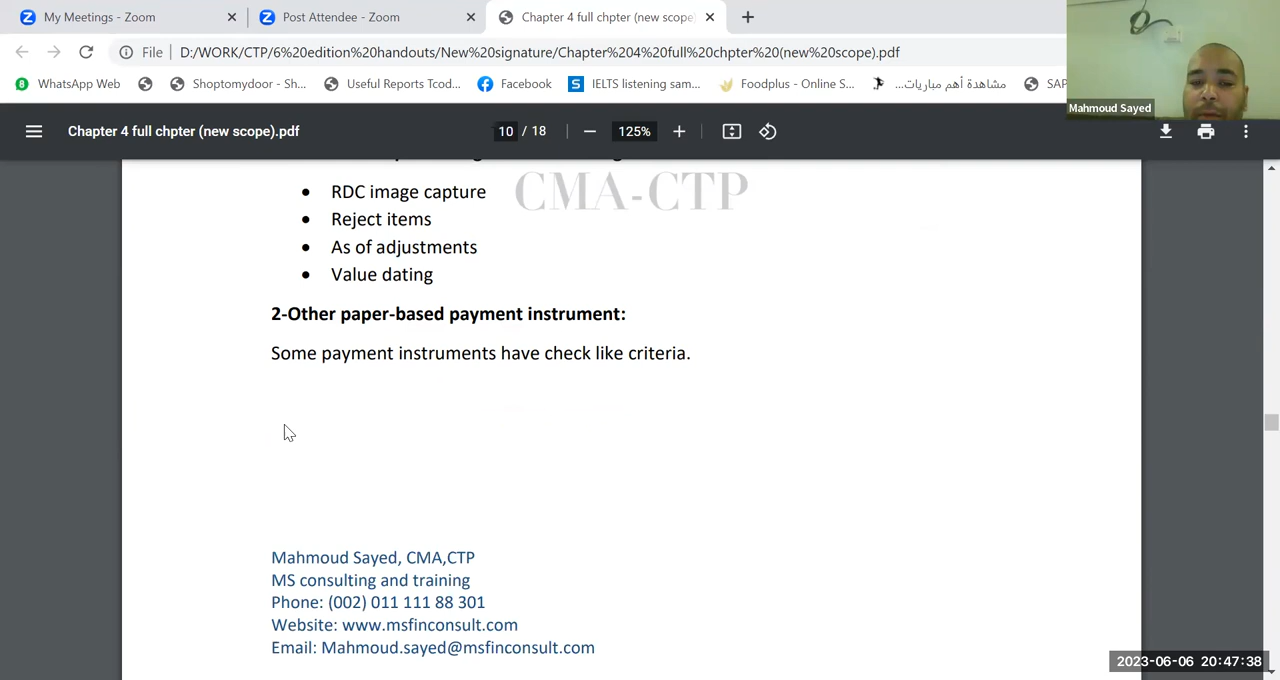 My Meetings - Zoom
Post Attendee - Zoom
Chapter 4 full chpter (new scope
File
D:/WORK/CTP/6%20edition%20handouts/New%20signature/Chapter%204%20full%20chpter%20(new%20scope).pdf
WhatsApp Web
Shoptomydoor - Sh...
Useful Reports Tcod...
Facebook
IELTS listening sam...
Foodplus - Online S...
مشاهدة أهم مباريات...
SAP
Mahmoud Sayed
Chapter 4 full chpter (new scope).pdf
10 / 18
125%
CMA-CTP
• RDC image capture
• Reject items
• As of adjustments
• Value dating
2-Other paper-based payment instrument:
Some payment instruments have check like criteria.
Mahmoud Sayed, CMA,CTP
MS consulting and training
Phone: (002) 011 111 88 301
Website: www.msfinconsult.com
Email: Mahmoud.sayed@msfinconsult.com
2023-06-06 20:47:38